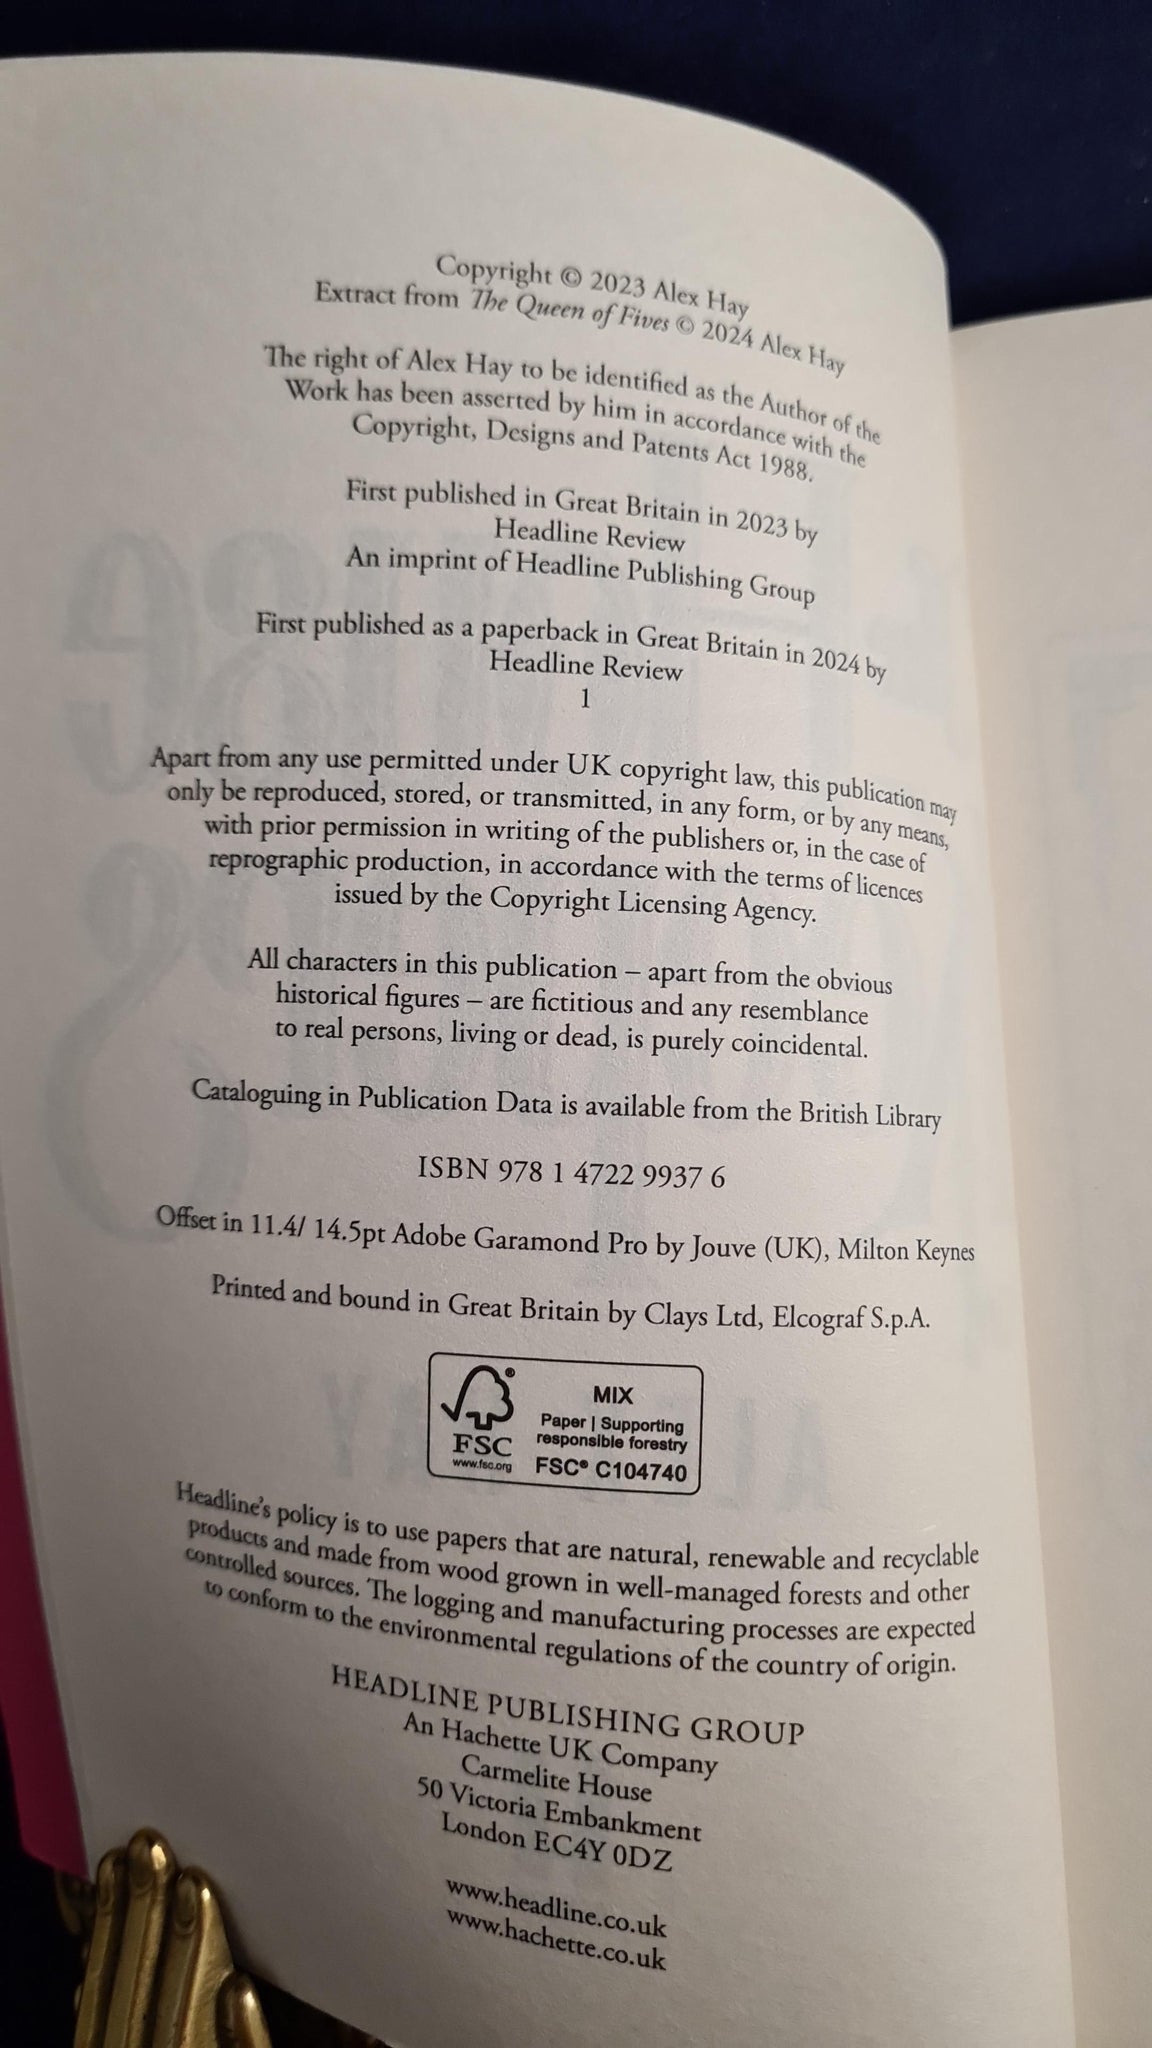 Copyright © 2023 Alex Hay
Extract from The Queen of Fives © 2024 Alex Hay
The right of Alex Hay to be identified as the Author of the
Work has been asserted by him in accordance with the
Copyright, Designs and Patents Act 1988.
First published in Great Britain in 2023 by
Headline Review
An imprint of Headline Publishing Group
First published as a paperback in Great Britain in 2024 by
Headline Review
1
Apart from any use permitted under UK copyright law, this publication may
only be reproduced, stored, or transmitted, in any form, or by any means,
with prior permission in writing of the publishers or, in the case of
reprographic production, in accordance with the terms of licences
issued by the Copyright Licensing Agency.
All characters in this publication – apart from the obvious
historical figures – are fictitious and any resemblance
to real persons, living or dead, is purely coincidental.
Cataloguing in Publication Data is available from the British Library
ISBN 978 1 4722 9937 6
Offset in 11.4/ 14.5pt Adobe Garamond Pro by Jouve (UK), Milton Keynes
Printed and bound in Great Britain by Clays Ltd, Elcograf S.p.A.
MIX
Paper | Supporting
responsible forestry
FSC
www.fsc.org
FSC® C104740
Headline's policy is to use papers that are natural, renewable and recyclable
products and made from wood grown in well-managed forests and other
controlled sources. The logging and manufacturing processes are expected
to conform to the environmental regulations of the country of origin.
HEADLINE PUBLISHING GROUP
An Hachette UK Company
Carmelite House
50 Victoria Embankment
London EC4Y 0DZ
www.headline.co.uk
www.hachette.co.uk